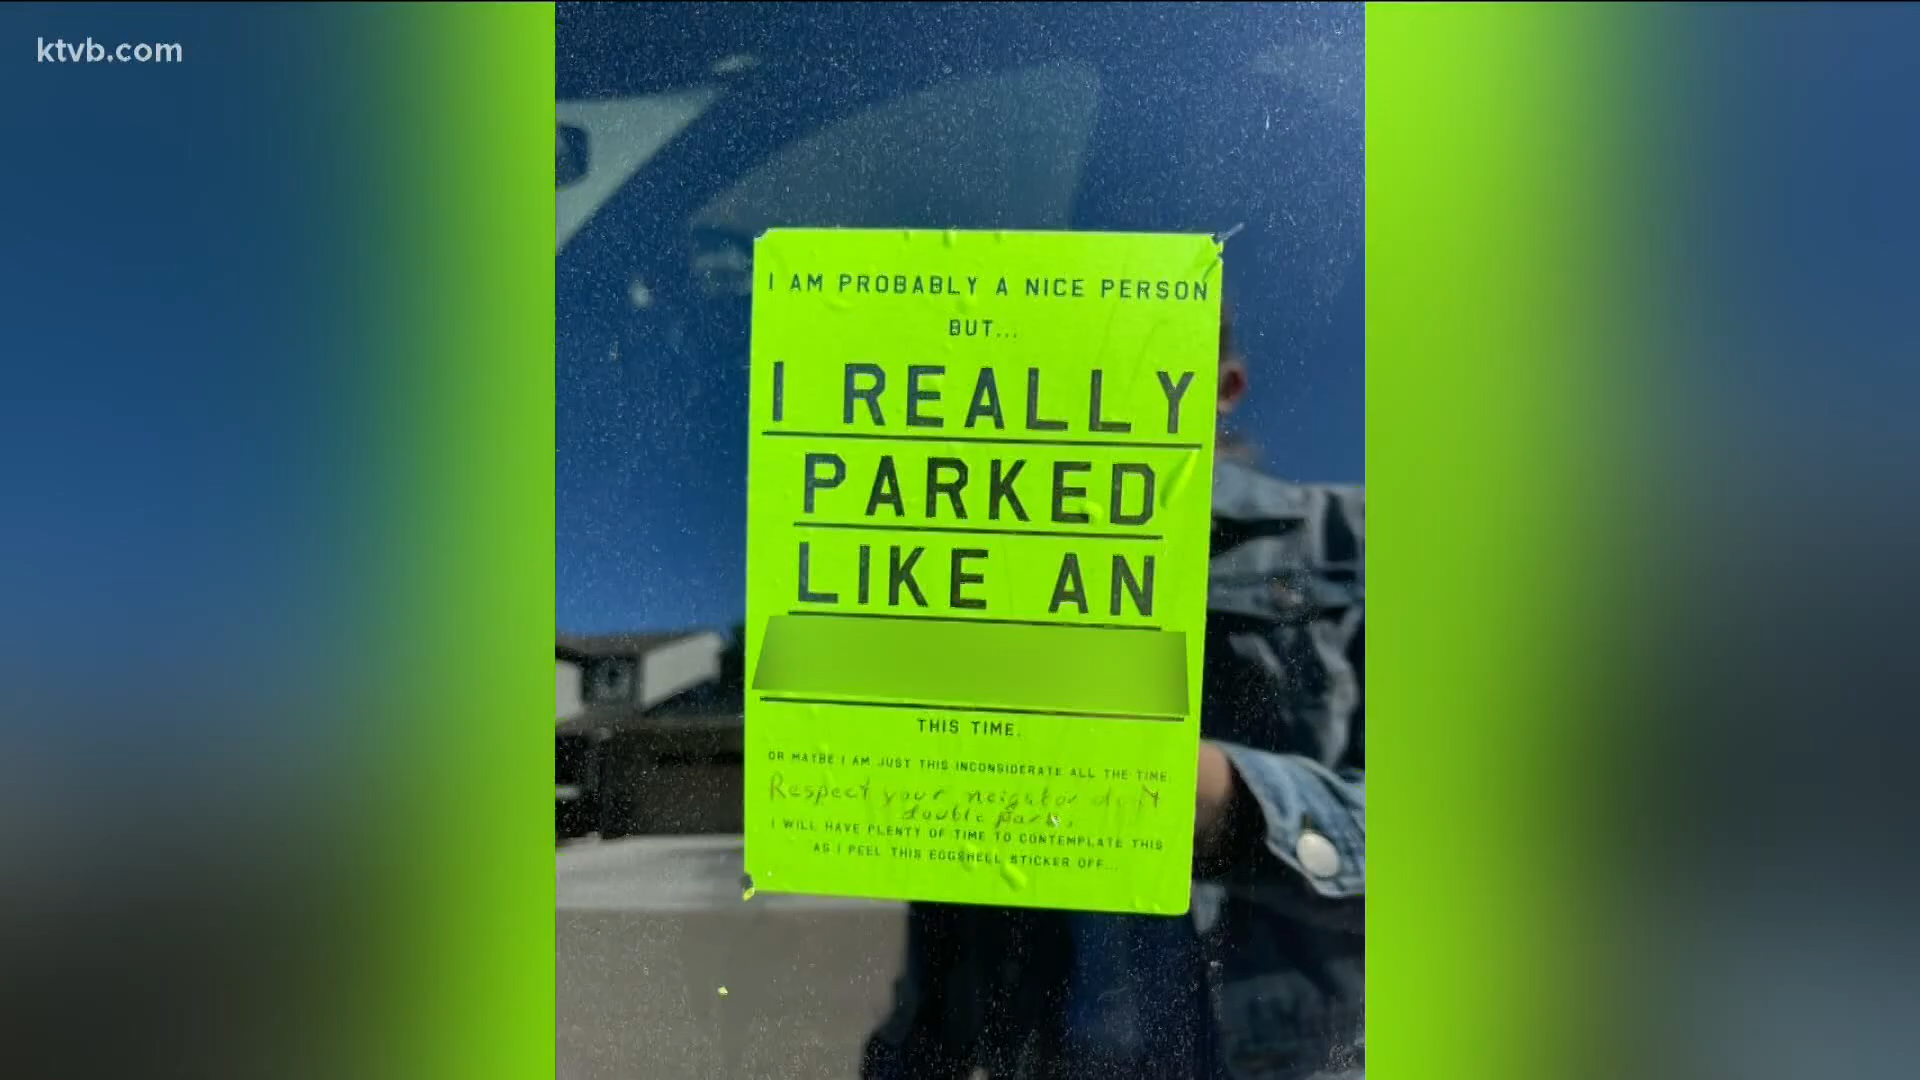 ktvb.com
I AM PROBABLY A NICE PERSON
BUT...
I REALLY
PARKED
LIKE AN
THIS TIME.
OR MAYBE I AM JUST THIS INCONSIDERATE ALL THE TIME.
Respect your neighbor don't
double park.
I WILL HAVE PLENTY OF TIME TO CONTEMPLATE THIS
AS I PEEL THIS EGGSHELL STICKER OFF...